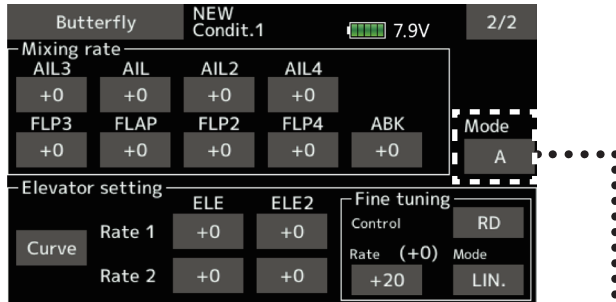 Butterfly NEW 2/2
Condit.1 7.9V
Mixing rate
AIL3 AIL AIL2 AIL4
+0 +0 +0 +0
FLP3 FLAP FLP2 FLP4 ABK Mode
+0 +0 +0 +0 +0 A
Elevator setting Fine tuning
ELE ELE2
Control RD
Curve Rate 1 +0 +0
Rate (+0) Mode
Rate 2 +0 +0 +20 LIN.